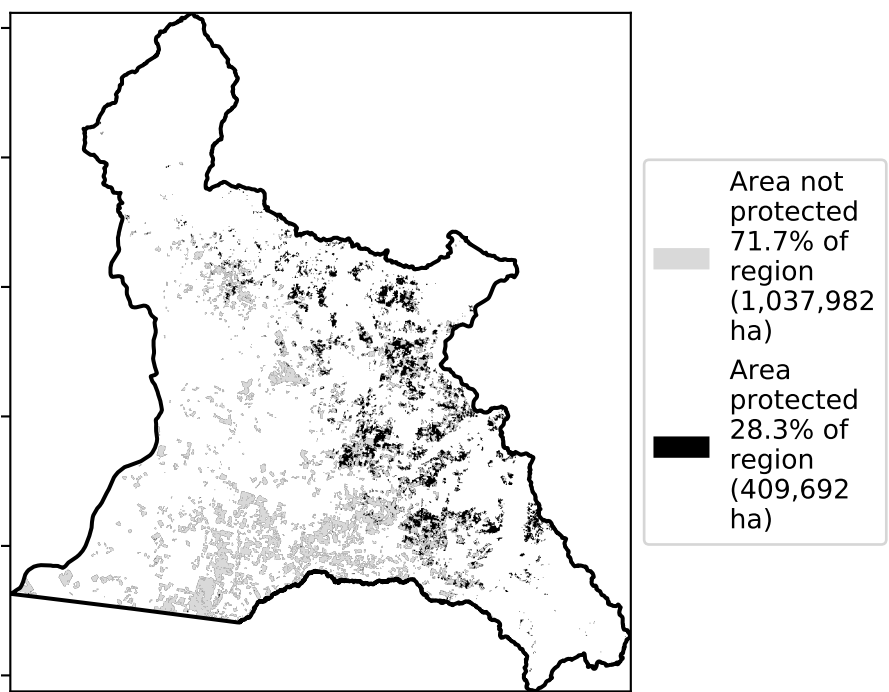 Area not
protected
71.7% of
region
(1,037,982
ha)
Area
protected
28.3% of
region
(409,692
ha)